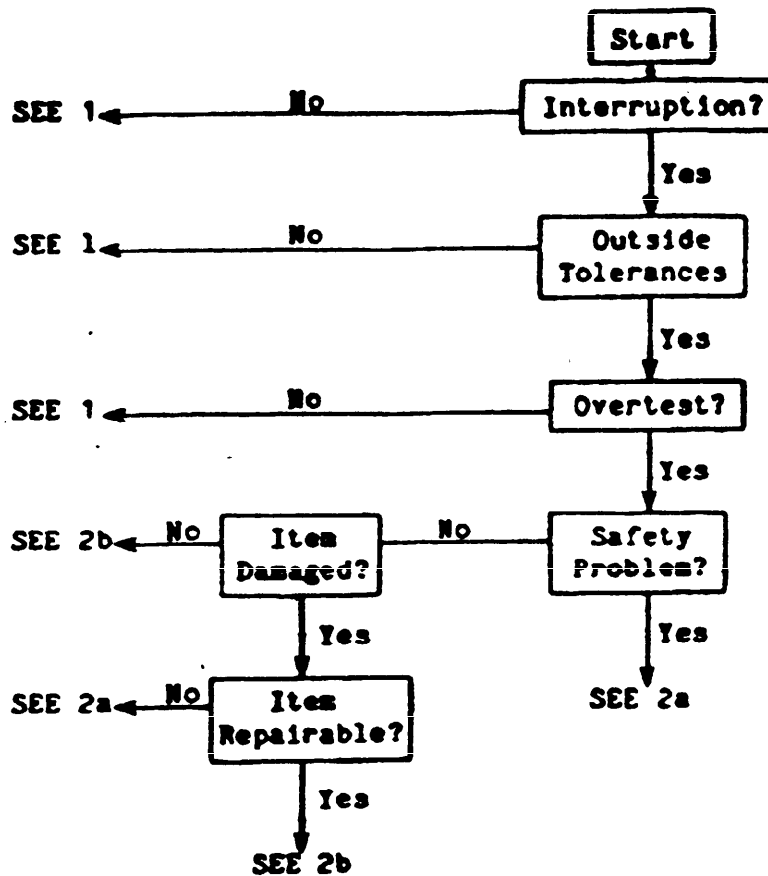 Start
SEE 1
No
Interruption?
Yes
SEE 1
No
Outside
Tolerances
Yes
SEE 1
No
Overtest?
Yes
SEE 2b
No
Item
Damaged?
No
Safety
Problem?
Yes
Yes
SEE 2a
No
Item
Repairable?
SEE 2a
Yes
SEE 2b